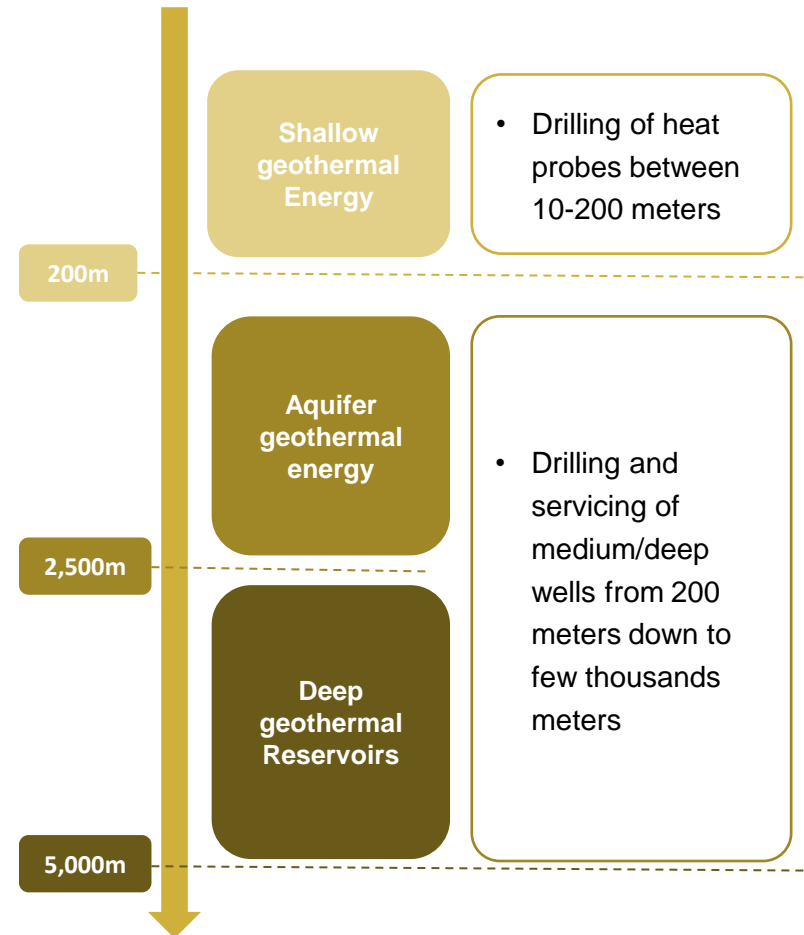 Shallow
geothermal
Energy
• Drilling of heat
probes between
10-200 meters
200m
Aquifer
geothermal
energy
• Drilling and
servicing of
medium/deep
wells from 200
meters down to
few thousands
meters
2,500m
Deep
geothermal
Reservoirs
5,000m